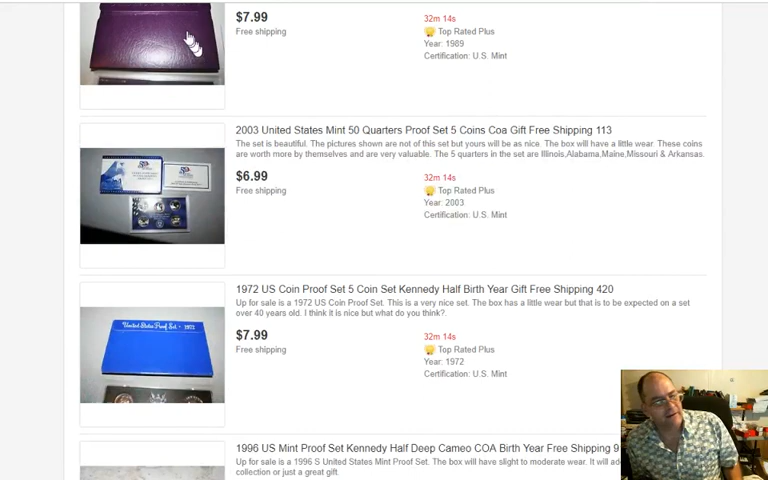 $7.99
Free shipping
32m 14s
Top Rated Plus
Year: 1989
Certification: U.S. Mint
2003 United States Mint 50 Quarters Proof Set 5 Coins Coa Gift Free Shipping 113
The set is beautiful. The pictures shown are not of this set but yours will be as nice. The box will have a little wear. These coins
are worth more by themselves and are very valuable. The 5 quarters in the set are Illinois,Alabama,Maine,Missouri & Arkansas.
$6.99
Free shipping
32m 14s
Top Rated Plus
Year: 2003
Certification: U.S. Mint
1972 US Coin Proof Set 5 Coin Set Kennedy Half Birth Year Gift Free Shipping 420
Up for sale is a 1972 US Coin Proof Set. This is a very nice set. The box has a little wear but that is to be expected on a set
over 40 years old. I think it is nice but what do you think?.
United States Proof Set • 1972
$7.99
Free shipping
32m 14s
Top Rated Plus
Year: 1972
Certification: U.S. Mint
1996 US Mint Proof Set Kennedy Half Deep Cameo COA Birth Year Free Shipping 9
Up for sale is a 1996 S United States Mint Proof Set. The box will have slight to moderate wear. It will
collection or just a great gift.